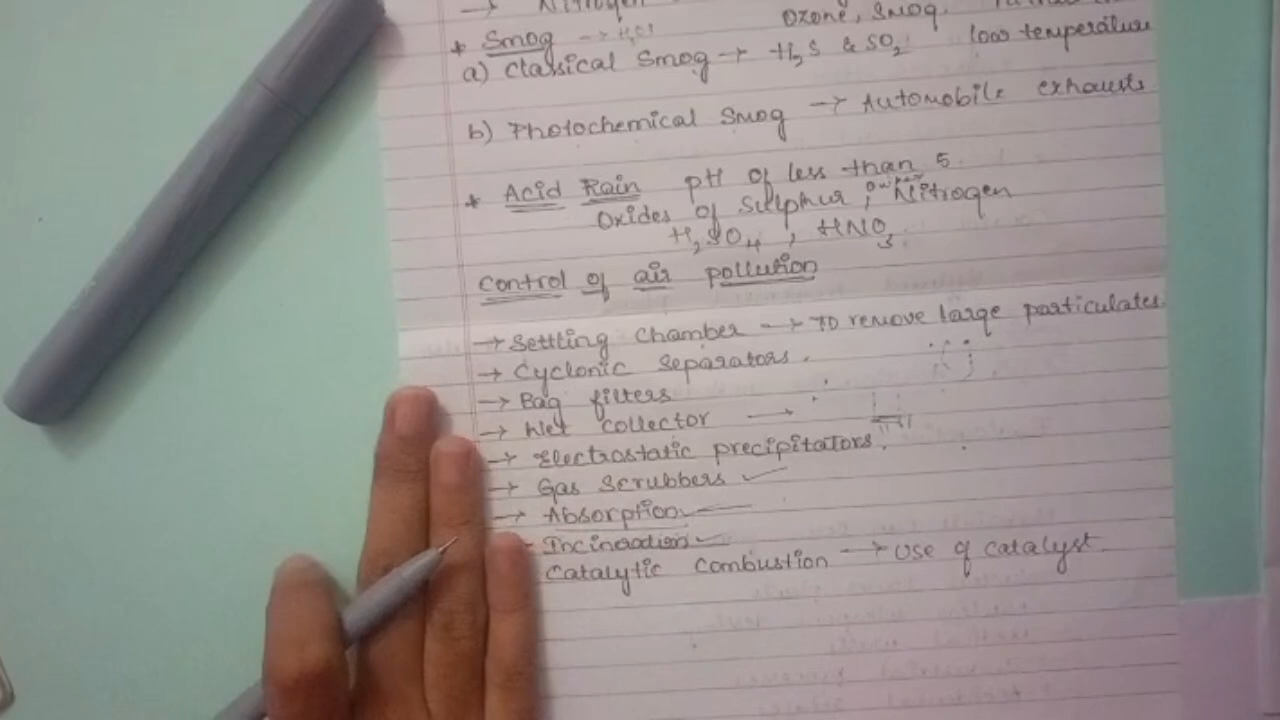 → Nitrogen Ozone, Smog.
* Smog → HCl
a) Classical Smog → H₂S & SO₂ low temperature
b) Photochemical Smog → Automobile exhausts
* Acid Rain pH of less than 5
Oxides of Sulphur, Nitrogen
H₂SO₄, HNO₃
Control of air pollution
→ Settling Chamber → To remove large particulates.
→ Cyclonic Separators.
→ Bag filters
→ Wet collector →
→ Electrostatic precipitators.
→ Gas Scrubbers
→ Absorption
→ Incineration
Catalytic Combustion → Use of catalyst